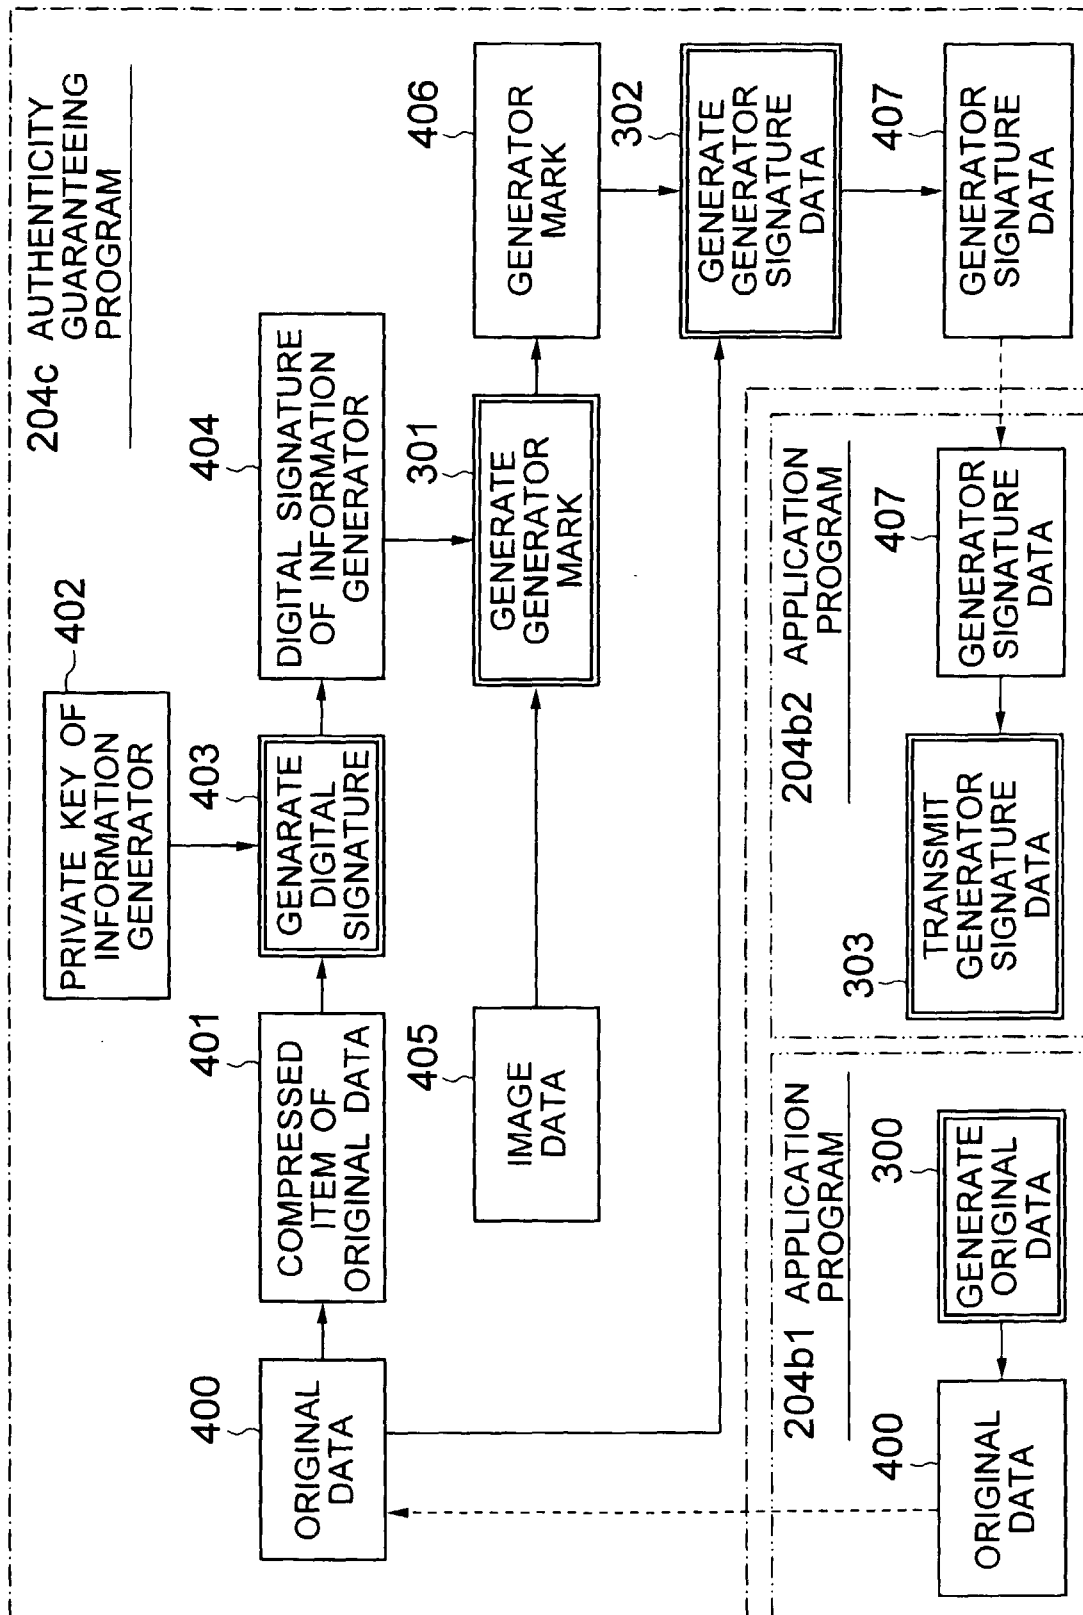 204c AUTHENTICITY
GUARANTEEING
PROGRAM
402
PRIVATE KEY OF
INFORMATION
GENERATOR
400
ORIGINAL
DATA
401
COMPRESSED
ITEM OF
ORIGINAL DATA
403
GENARATE
DIGITAL
SIGNATURE
404
DIGITAL SIGNATURE
OF INFORMATION
GENERATOR
405
IMAGE
DATA
301
GENERATE
GENERATOR
MARK
406
GENERATOR
MARK
302
GENERATE
GENERATOR
SIGNATURE
DATA
407
GENERATOR
SIGNATURE
DATA
204b1 APPLICATION
PROGRAM
400
ORIGINAL
DATA
300
GENERATE
ORIGINAL
DATA
204b2 APPLICATION
PROGRAM
303
TRANSMIT
GENERATOR
SIGNATURE
DATA
407
GENERATOR
SIGNATURE
DATA